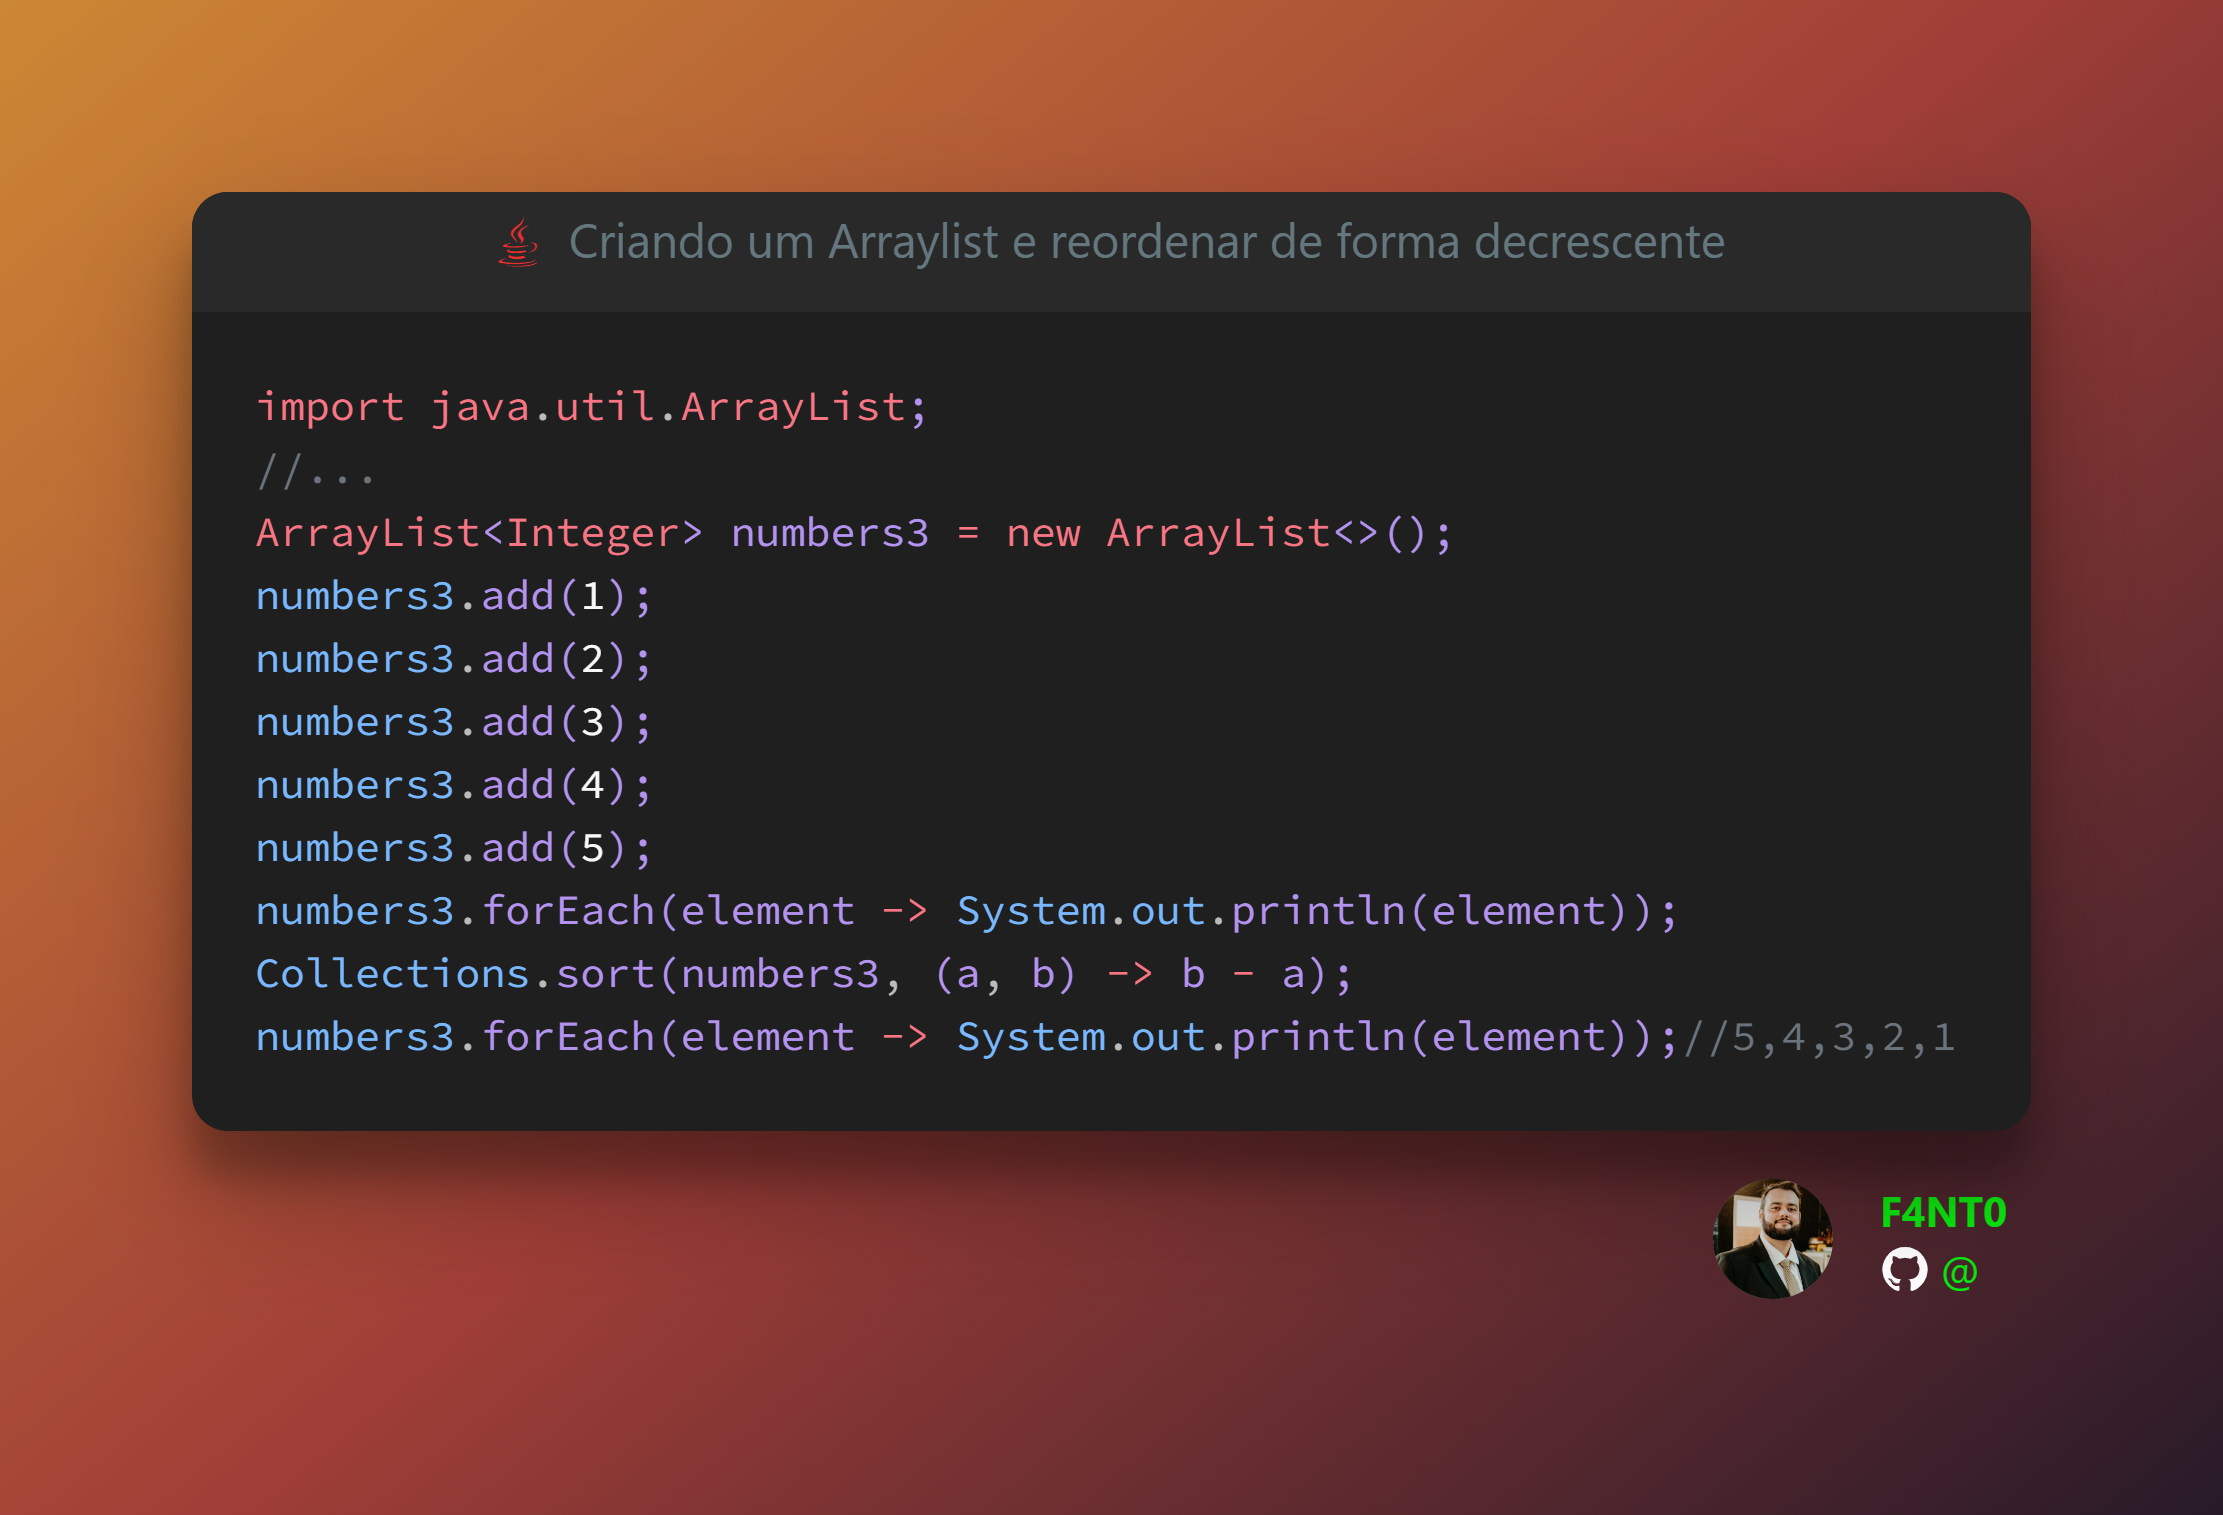 Criando um Arraylist e reordenar de forma decrescente
import java.util.ArrayList;
//...
ArrayList<Integer> numbers3 = new ArrayList<>();
numbers3.add(1);
numbers3.add(2);
numbers3.add(3);
numbers3.add(4);
numbers3.add(5);
numbers3.forEach(element -> System.out.println(element));
Collections.sort(numbers3, (a, b) -> b - a);
numbers3.forEach(element -> System.out.println(element));//5,4,3,2,1
F4NT0
@